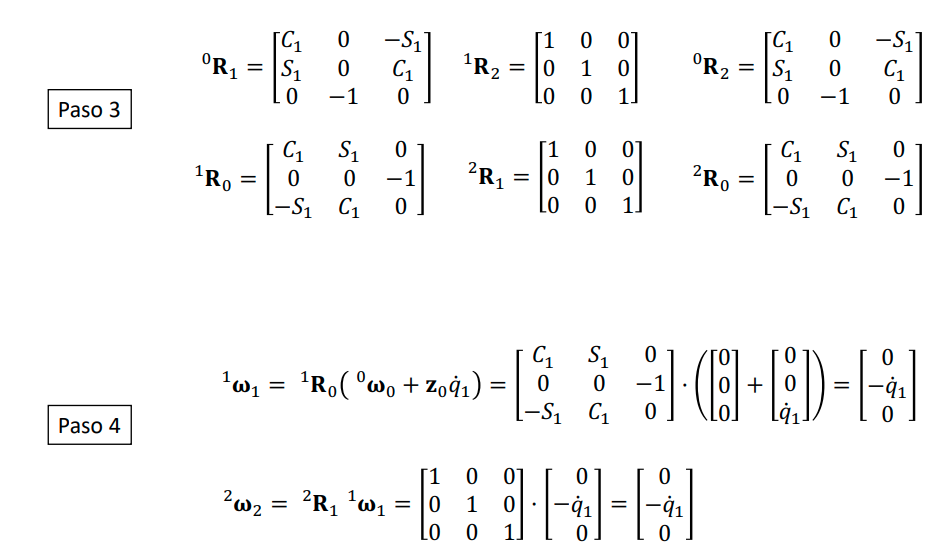 Paso 3
⁰R₁ = [C₁ 0 −S₁; S₁ 0 C₁; 0 −1 0] ¹R₂ = [1 0 0; 0 1 0; 0 0 1] ⁰R₂ = [C₁ 0 −S₁; S₁ 0 C₁; 0 −1 0]
¹R₀ = [C₁ S₁ 0; 0 0 −1; −S₁ C₁ 0] ²R₁ = [1 0 0; 0 1 0; 0 0 1] ²R₀ = [C₁ S₁ 0; 0 0 −1; −S₁ C₁ 0]
Paso 4
¹ω₁ = ¹R₀( ⁰ω₀ + z₀q̇₁) = [C₁ S₁ 0; 0 0 −1; −S₁ C₁ 0] · ([0; 0; 0] + [0; 0; q̇₁]) = [0; −q̇₁; 0]
²ω₂ = ²R₁ ¹ω₁ = [1 0 0; 0 1 0; 0 0 1] · [0; −q̇₁; 0] = [0; −q̇₁; 0]